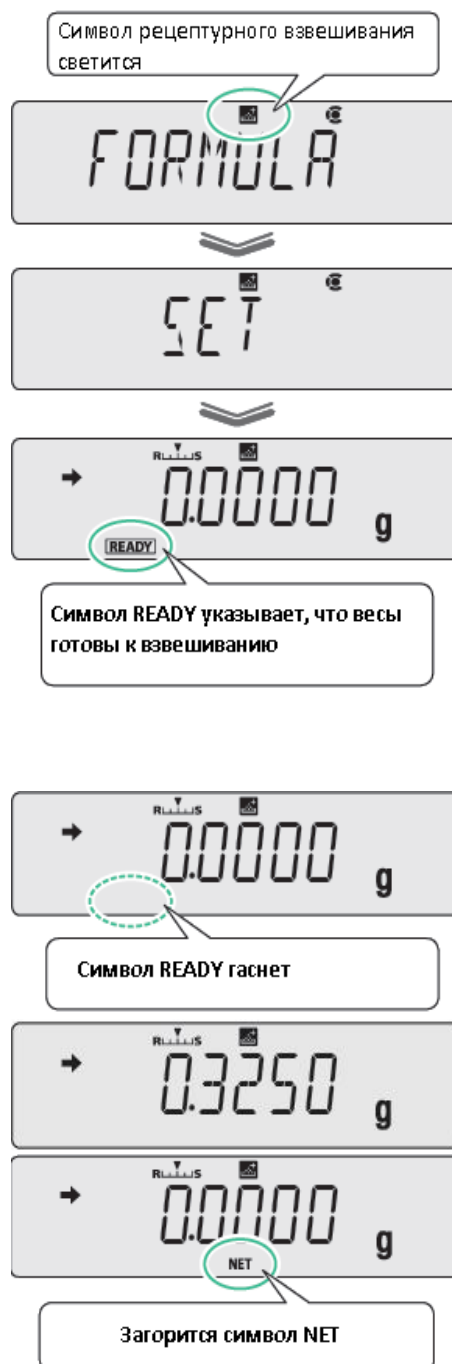 Символ рецептурного взвешивания
светится
FORMULA
SET
R S
0.0000 g
READY
Символ READY указывает, что весы
готовы к взвешиванию
R S
0.0000 g
Символ READY гаснет
R S
0.3250 g
R S
0.0000 g
NET
Загорится символ NET